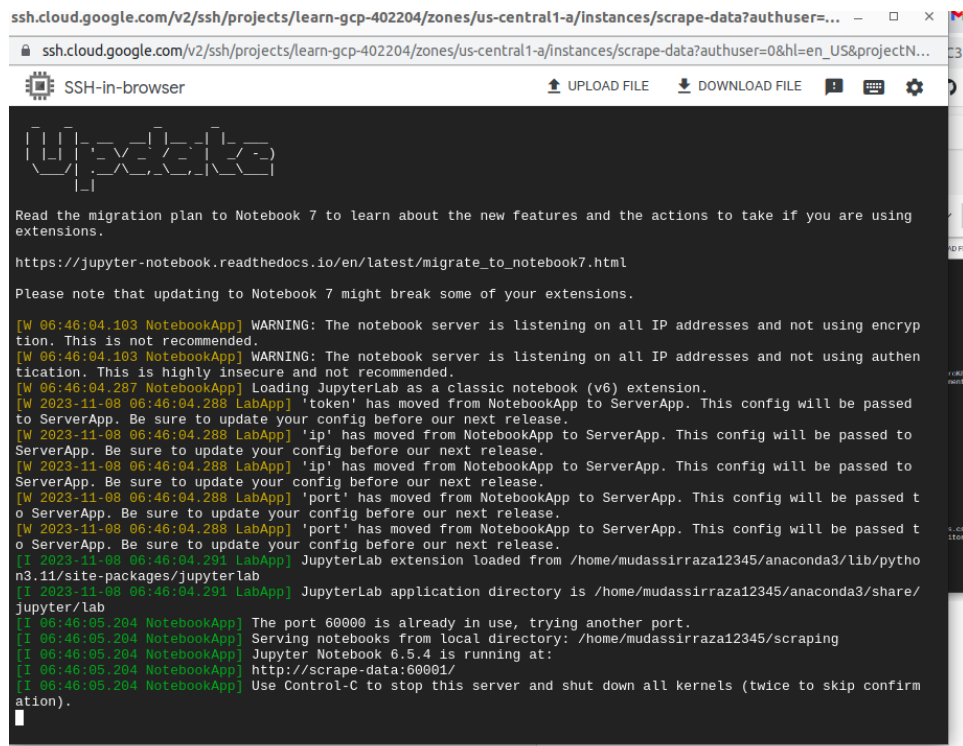 ssh.cloud.google.com/v2/ssh/projects/learn-gcp-402204/zones/us-central1-a/instances/scrape-data?authuser=...
ssh.cloud.google.com/v2/ssh/projects/learn-gcp-402204/zones/us-central1-a/instances/scrape-data?authuser=0&hl=en_US&projectN...
SSH-in-browser
UPLOAD FILE
DOWNLOAD FILE
Update
Read the migration plan to Notebook 7 to learn about the new features and the actions to take if you are using
extensions.
https://jupyter-notebook.readthedocs.io/en/latest/migrate_to_notebook7.html
Please note that updating to Notebook 7 might break some of your extensions.
[W 06:46:04.103 NotebookApp] WARNING: The notebook server is listening on all IP addresses and not using encryp
tion. This is not recommended.
[W 06:46:04.103 NotebookApp] WARNING: The notebook server is listening on all IP addresses and not using authen
tication. This is highly insecure and not recommended.
[W 06:46:04.287 NotebookApp] Loading JupyterLab as a classic notebook (v6) extension.
[W 2023-11-08 06:46:04.288 LabApp] 'token' has moved from NotebookApp to ServerApp. This config will be passed
to ServerApp. Be sure to update your config before our next release.
[W 2023-11-08 06:46:04.288 LabApp] 'ip' has moved from NotebookApp to ServerApp. This config will be passed to
ServerApp. Be sure to update your config before our next release.
[W 2023-11-08 06:46:04.288 LabApp] 'ip' has moved from NotebookApp to ServerApp. This config will be passed to
ServerApp. Be sure to update your config before our next release.
[W 2023-11-08 06:46:04.288 LabApp] 'port' has moved from NotebookApp to ServerApp. This config will be passed t
o ServerApp. Be sure to update your config before our next release.
[W 2023-11-08 06:46:04.288 LabApp] 'port' has moved from NotebookApp to ServerApp. This config will be passed t
o ServerApp. Be sure to update your config before our next release.
[I 2023-11-08 06:46:04.291 LabApp] JupyterLab extension loaded from /home/mudassirraza12345/anaconda3/lib/pytho
n3.11/site-packages/jupyterlab
[I 2023-11-08 06:46:04.291 LabApp] JupyterLab application directory is /home/mudassirraza12345/anaconda3/share/
jupyter/lab
[I 06:46:05.204 NotebookApp] The port 60000 is already in use, trying another port.
[I 06:46:05.204 NotebookApp] Serving notebooks from local directory: /home/mudassirraza12345/scraping
[I 06:46:05.204 NotebookApp] Jupyter Notebook 6.5.4 is running at:
[I 06:46:05.204 NotebookApp] http://scrape-data:60001/
[I 06:46:05.204 NotebookApp] Use Control-C to stop this server and shut down all kernels (twice to skip confirm
ation).